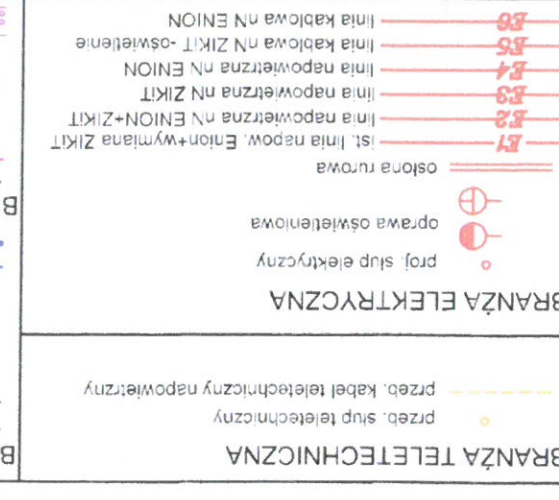 BRANŻA TELETECHNICZNA
przeb. słup teletechniczny
przeb. kabel teletechniczny napowietrzny
BRANŻA ELEKTRYCZNA
proj. słup elektryczny
oprawa oświetleniowa
osłona rurowa
E1 ist. linia napow. Enion+wymiana ZIKIT
E2 linia napowietrzna nN ENION+ZIKIT
E3 linia napowietrzna nN ZIKIT
E4 linia napowietrzna nN ENION
E5 linia kablowa nN ZIKIT -oświetlenie
E6 linia kablowa nN ENION
B
B